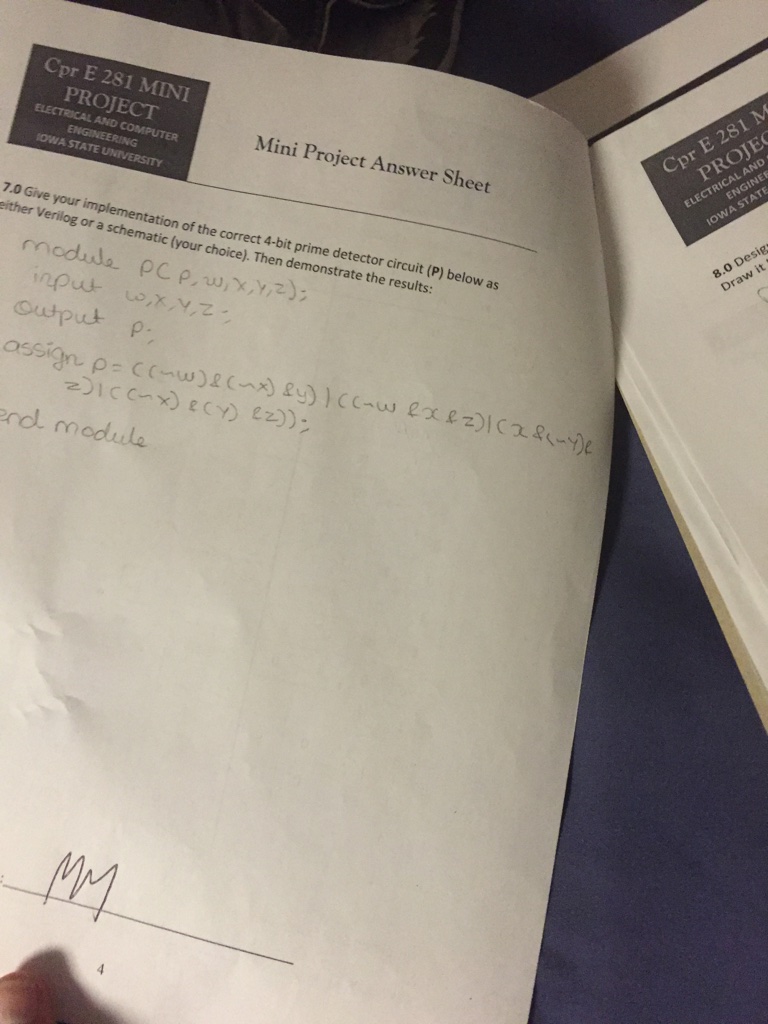 Cpr E 281 MINI
PROJECT
ELECTRICAL AND COMPUTER
ENGINEERING
IOWA STATE UNIVERSITY
Mini Project Answer Sheet
7.0 Give your implementation of the correct 4-bit prime detector circuit (P) below as
either Verilog or a schematic (your choice). Then demonstrate the results:
module P(P,w,x,y,z);
input w,x,y,z;
output p;
assign p= ((~w)&(~x)&y)|((~w &x&z)|(x&(~y)&
z)|((~x)&(y)&z));
end module
4
Cpr E 281 M
PROJEC
ELECTRICAL AND
ENGINEE
IOWA STATE
8.0 Desig
Draw it